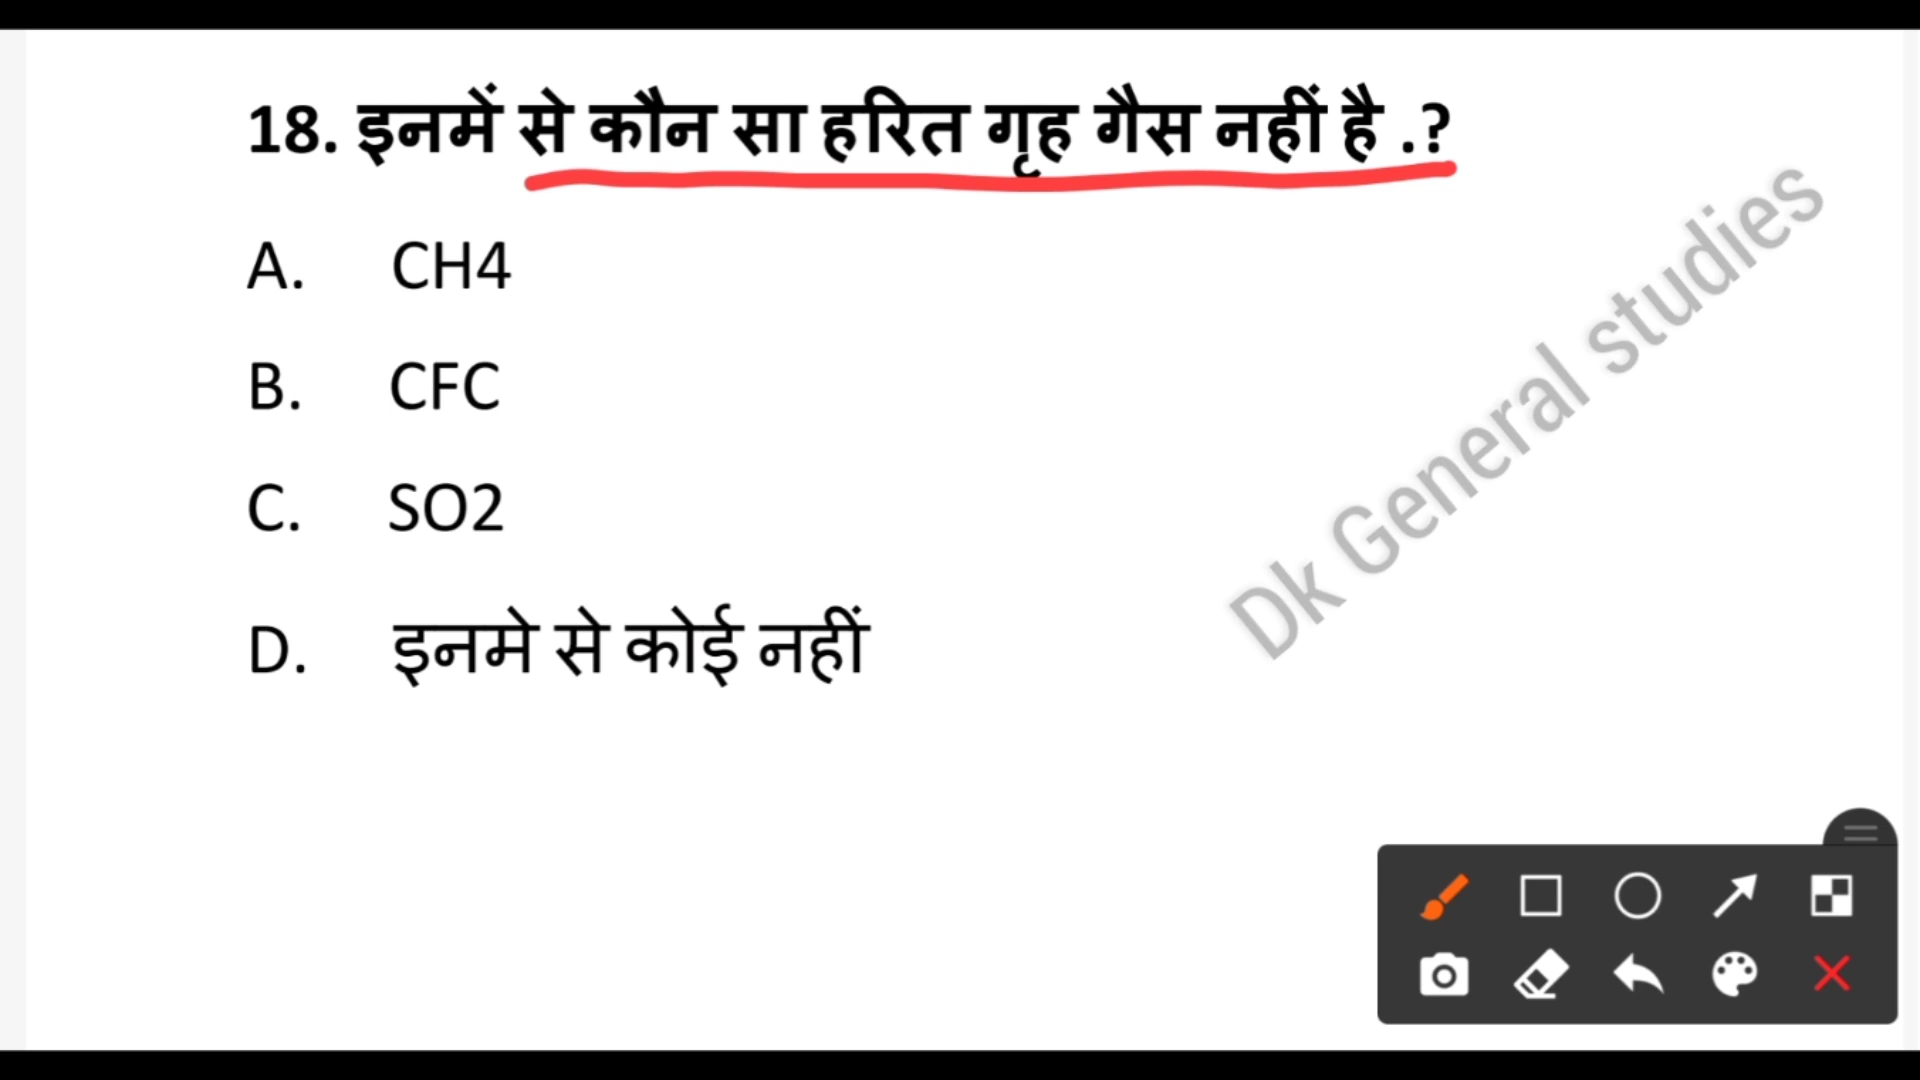 18. इनमें से कौन सा हरित गृह गैस नहीं है .?
A. CH4
B. CFC
C. SO2
D. इनमे से कोई नहीं
Dk General studies